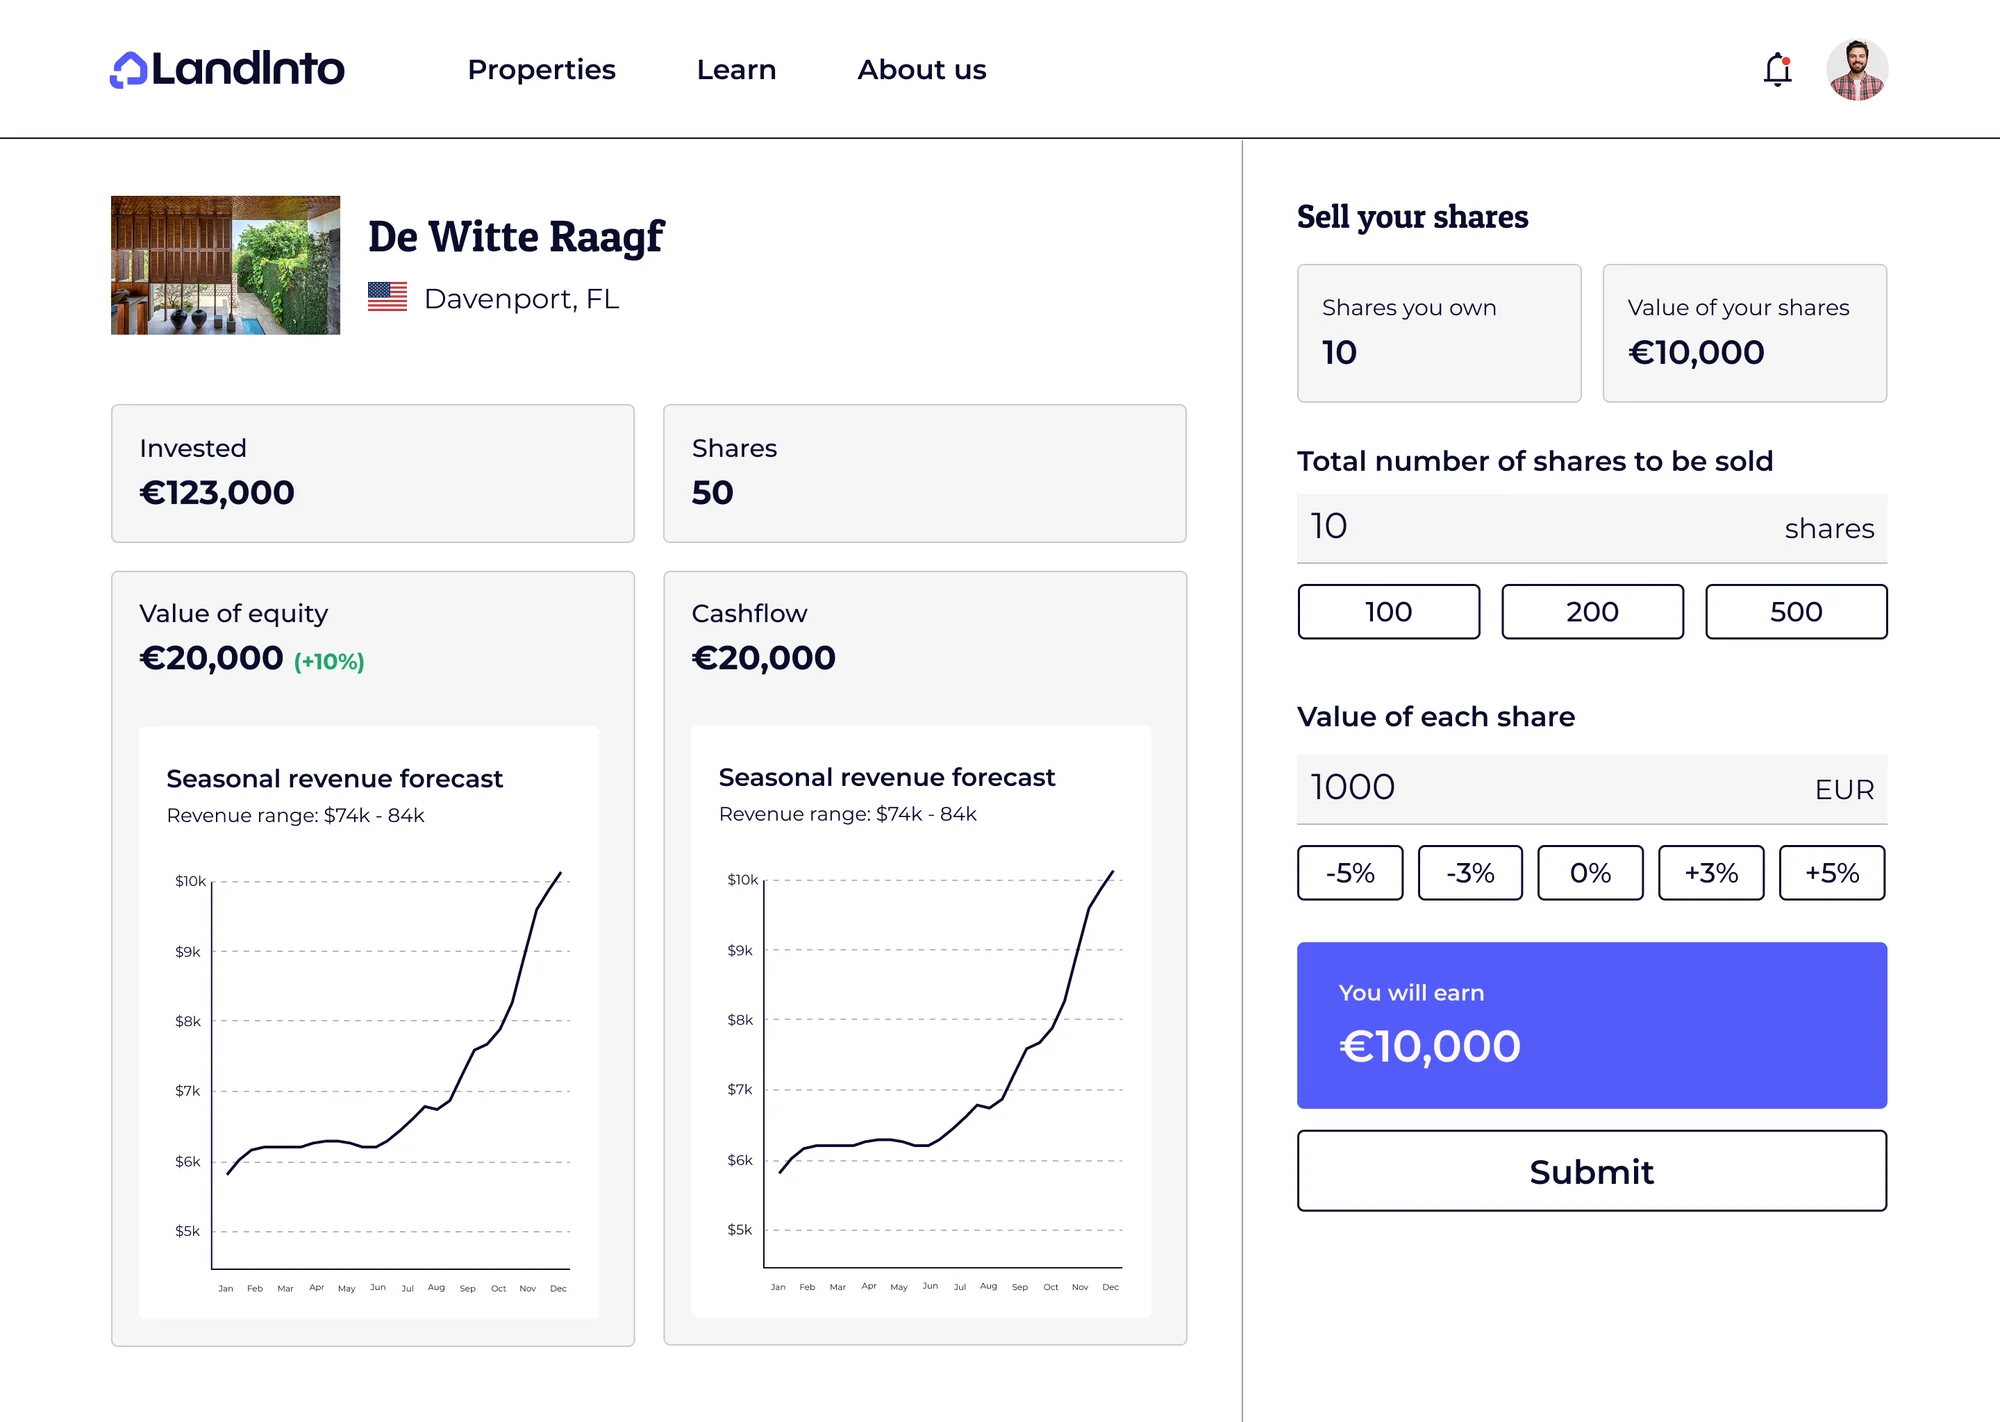 LandInto
Properties
Learn
About us
De Witte Raagf
Davenport, FL
Invested
€123,000
Shares
50
Value of equity
€20,000 (+10%)
Seasonal revenue forecast
Revenue range: $74k - 84k
$10k
$9k
$8k
$7k
$6k
$5k
Jan Feb Mar Apr May Jun Jul Aug Sep Oct Nov Dec
Cashflow
€20,000
Seasonal revenue forecast
Revenue range: $74k - 84k
$10k
$9k
$8k
$7k
$6k
$5k
Jan Feb Mar Apr May Jun Jul Aug Sep Oct Nov Dec
Sell your shares
Shares you own
10
Value of your shares
€10,000
Total number of shares to be sold
10 shares
100 200 500
Value of each share
1000 EUR
-5% -3% 0% +3% +5%
You will earn
€10,000
Submit